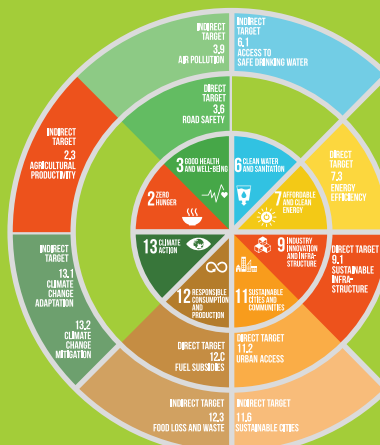 INDIRECT
TARGET
3,9
AIR POLLUTION
INDIRECT
TARGET
6,1
ACCESS TO
SAFE DRINKING WATER
DIRECT
TARGET
3,6
ROAD SAFETY
INDIRECT
TARGET
2,3
AGRICULTURAL
PRODUCTIVITY
DIRECT
TARGET
7,3
ENERGY
EFFICIENCY
3 GOOD HEALTH
AND WELL-BEING
6 CLEAN WATER
AND SANITATION
2 ZERO
HUNGER
7 AFFORDABLE
AND CLEAN
ENERGY
13 CLIMATE
ACTION
9 INDUSTRY
INNOVATION
AND INFRA-
STRUCTURE
12 RESPONSIBLE
CONSUMPTION
AND
PRODUCTION
11 SUSTAINABLE
CITIES AND
COMMUNITIES
INDIRECT
TARGET
13,1
CLIMATE
CHANGE
ADAPTATION
13,2
CLIMATE
CHANGE
MITIGATION
DIRECT TARGET
9,1
SUSTAINABLE
INFRA-
STRUCTURE
DIRECT TARGET
12,C
FUEL SUBSIDIES
DIRECT TARGET
11,2
URBAN ACCESS
INDIRECT TARGET
12,3
FOOD LOSS AND WASTE
INDIRECT TARGET
11,6
SUSTAINABLE CITIES